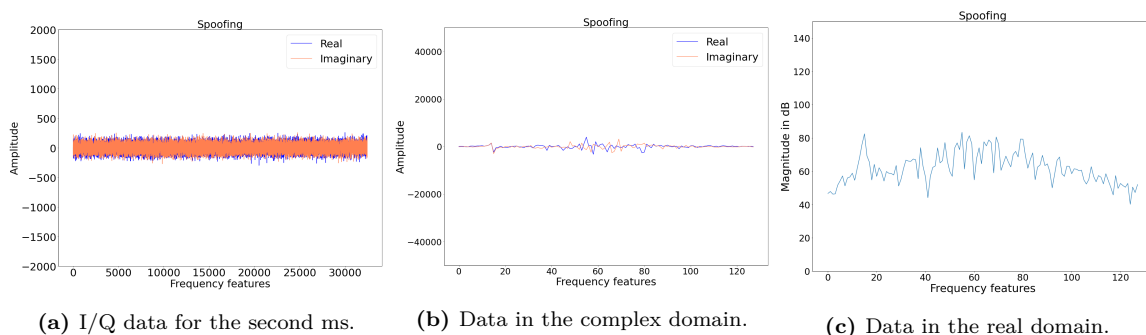 Spoofing
2000
1500
1000
500
0
−500
−1000
−1500
−2000
Amplitude
Real
Imaginary
0 5000 10000 15000 20000 25000 30000
Frequency features
(a) I/Q data for the second ms.
Spoofing
40000
20000
0
−20000
−40000
Amplitude
Real
Imaginary
0 20 40 60 80 100 120
Frequency features
(b) Data in the complex domain.
Spoofing
140
120
100
80
60
40
20
0
Magnitude in dB
0 20 40 60 80 100 120
Frequency features
(c) Data in the real domain.